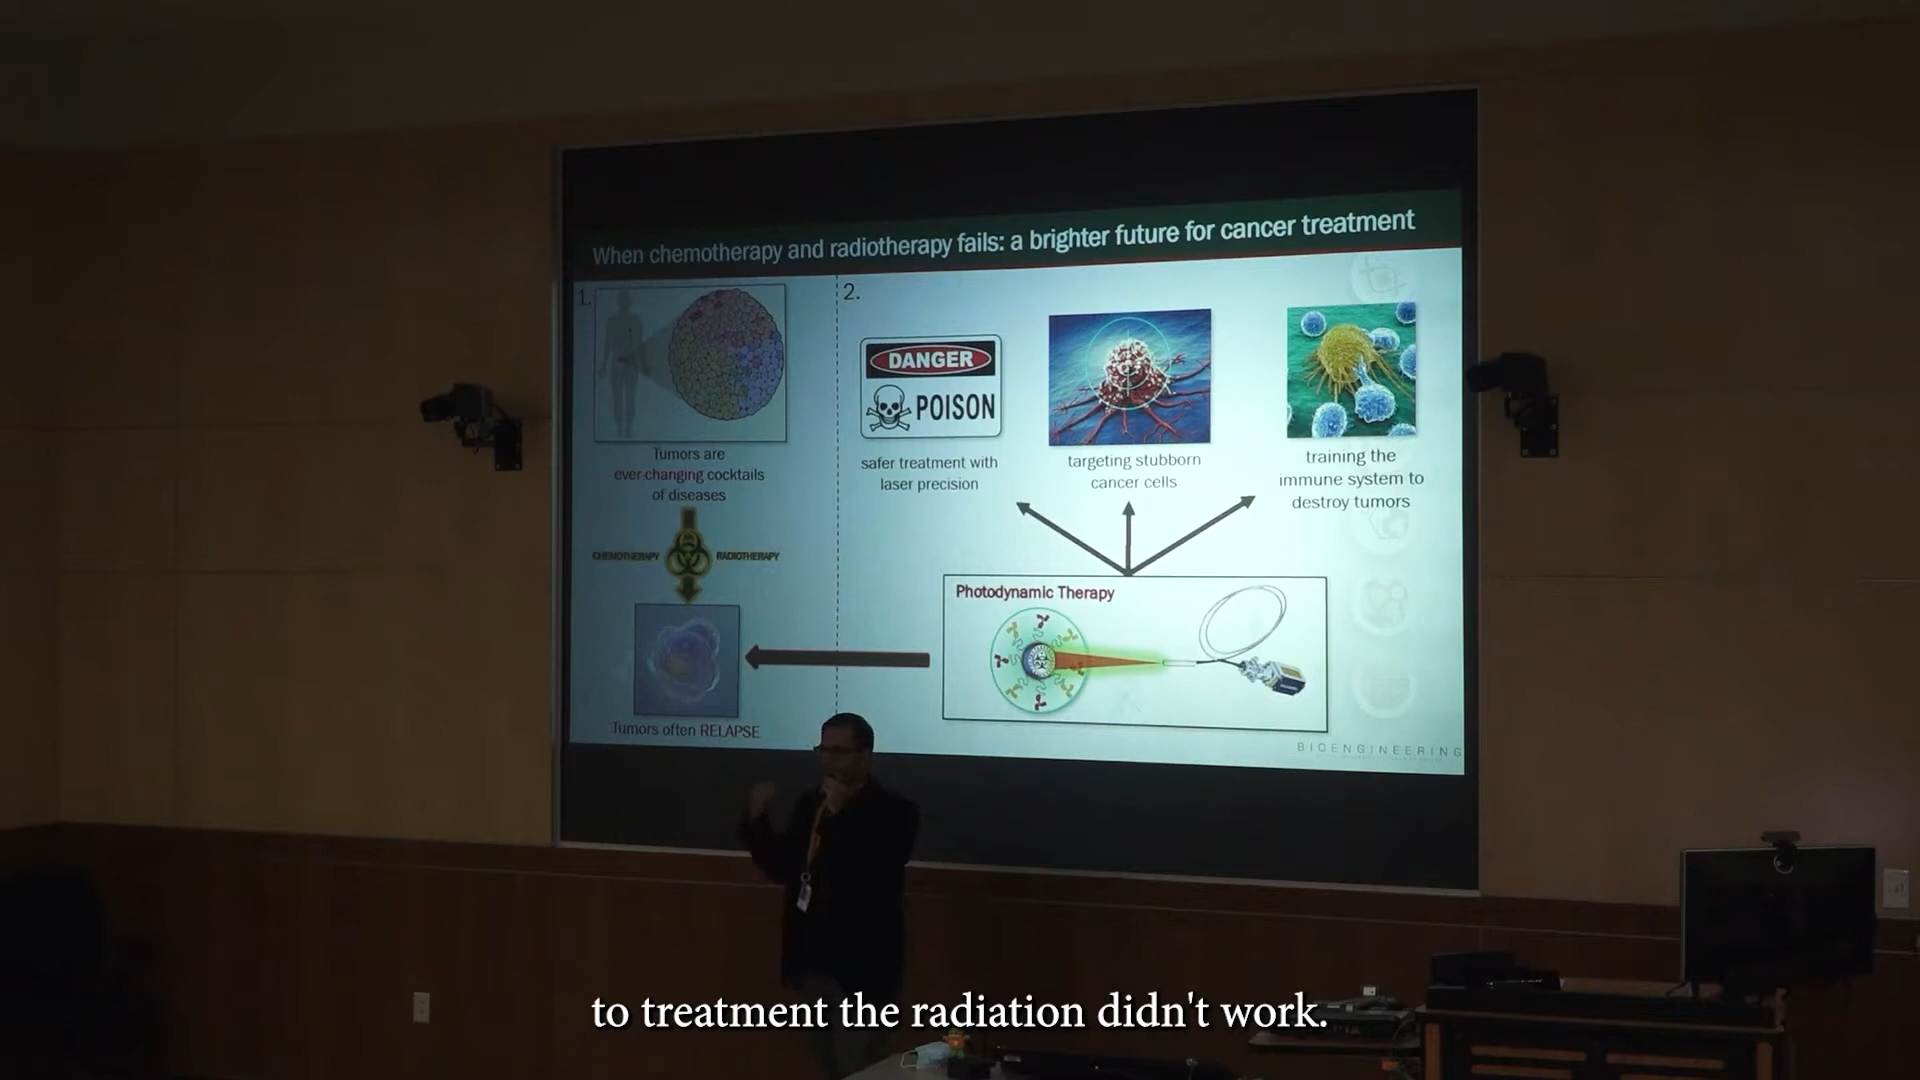 When chemotherapy and radiotherapy fails: a brighter future for cancer treatment
1.
Tumors are
ever-changing cocktails
of diseases
CHEMOTHERAPY
RADIOTHERAPY
Tumors often RELAPSE
2.
DANGER
POISON
safer treatment with
laser precision
targeting stubborn
cancer cells
training the
immune system to
destroy tumors
Photodynamic Therapy
BIOENGINEERING
to treatment the radiation didn't work.